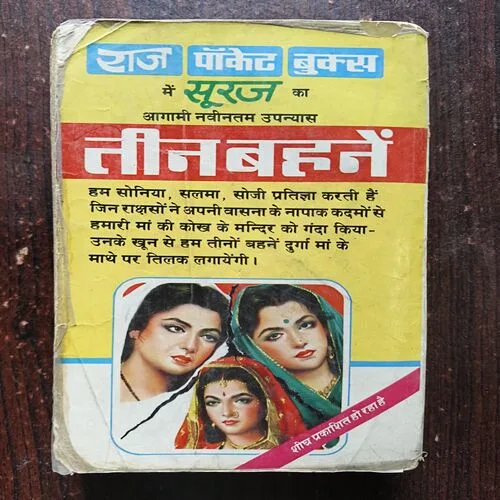 राज पॉकेट बुक्स
में सूरज का
आगामी नवीनतम उपन्यास
तीन बहनें
हम सोनिया, सलमा, सोजी प्रतिज्ञा करती हैं
जिन राक्षसों ने अपनी वासना के नापाक कदमों से
हमारी मां की कोख के मन्दिर को गंदा किया-
उनके खून से हम तीनों बहनें दुर्गा मां के
माथे पर तिलक लगायेंगी।
शीघ्र प्रकाशित हो रहा है